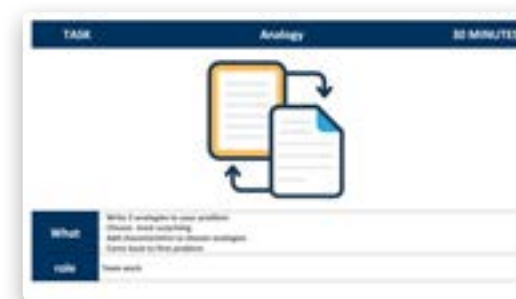 TASK Analogy 30 MINUTES
What
Write 3 analogies to your problem
Choose most surprising
Add characteristics to chosen analogies
Come back to first problem
role
Team work